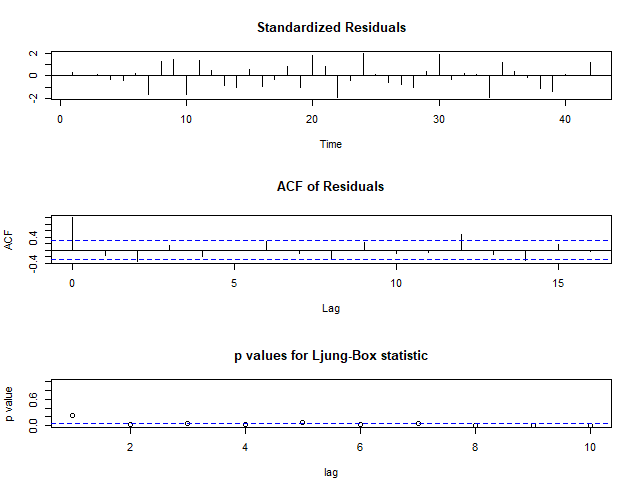 Standardized Residuals
2
0
-2
0
10
20
30
40
Time
ACF of Residuals
ACF
0.4
-0.4
0
5
10
15
Lag
p values for Ljung-Box statistic
p value
0.6
0.0
2
4
6
8
10
lag